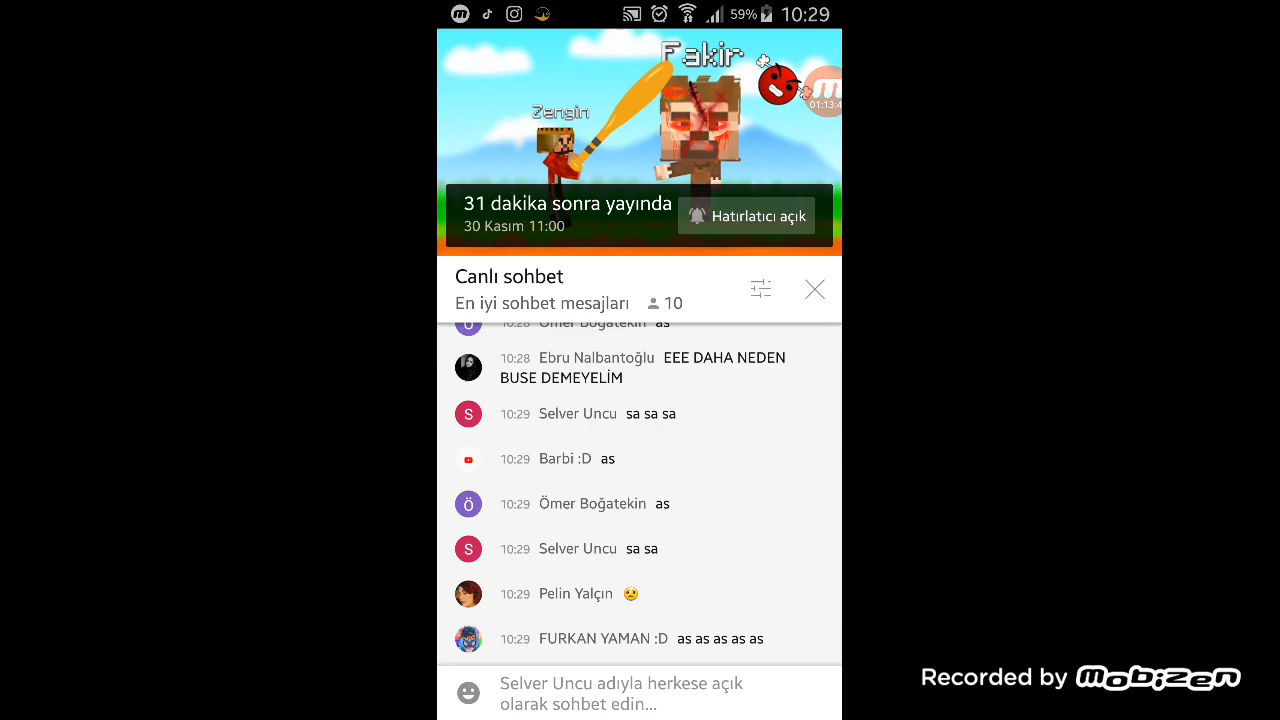 59% 10:29
Fakir
Zengin
01:13:4
31 dakika sonra yayında
30 Kasım 11:00
Hatırlatıcı açık
Canlı sohbet
En iyi sohbet mesajları 10
10:28 Ömer Boğatekin as
10:28 Ebru Nalbantoğlu EEE DAHA NEDEN
BUSE DEMEYELİM
S 10:29 Selver Uncu sa sa sa
10:29 Barbi :D as
Ö 10:29 Ömer Boğatekin as
S 10:29 Selver Uncu sa sa
10:29 Pelin Yalçın 😢
10:29 FURKAN YAMAN :D as as as as as
Selver Uncu adıyla herkese açık
olarak sohbet edin...
Recorded by mobizen